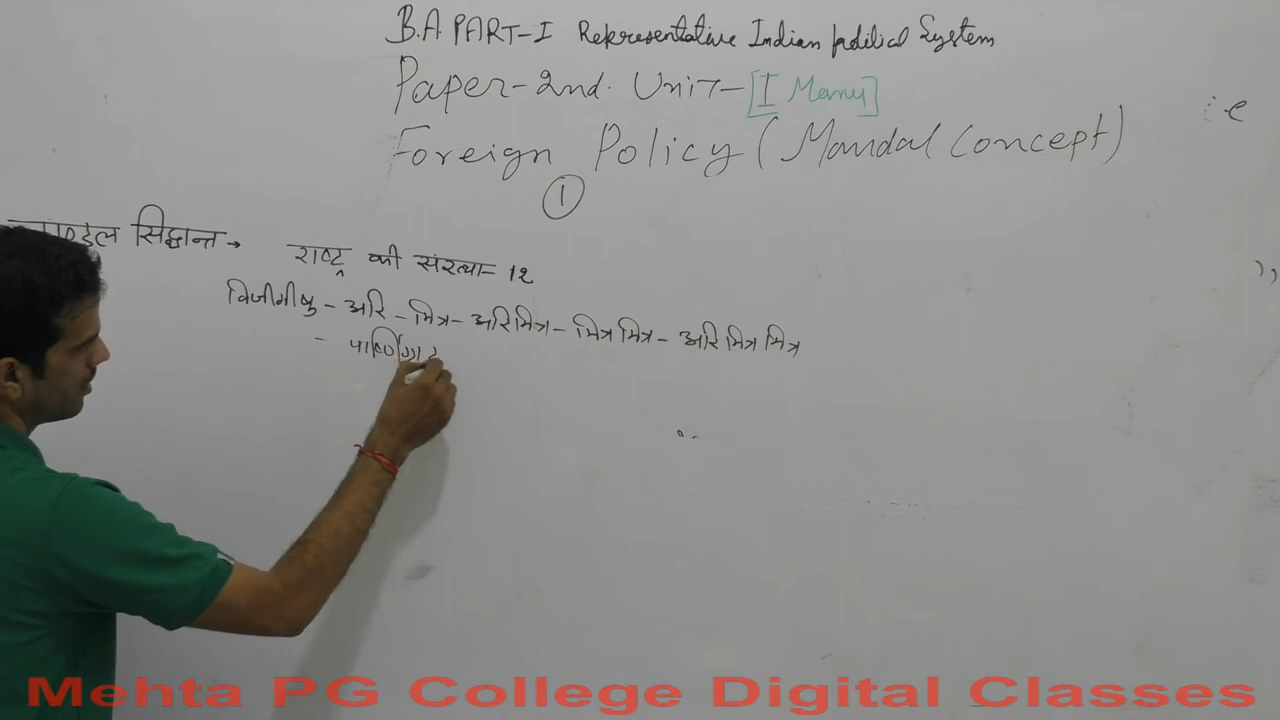 B.A PART-I Representative Indian political System
Paper-2nd. Unit-[I Manu]
Foreign Policy (Mandal Concept)
1
मण्डल सिद्धान्त→ राष्ट्र की संख्या- 12
विजीगीषु - अरि - मित्र - अरिमित्र - मित्र मित्र - अरि मित्र मित्र
- पार्ष्णिग्राह
Mehta PG College Digital Classes